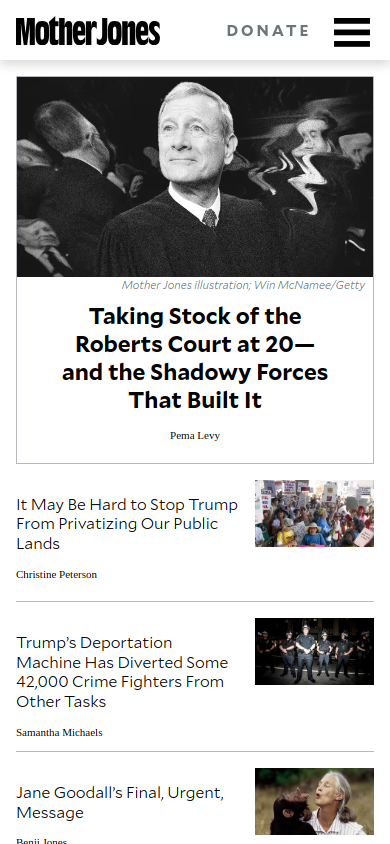 Mother Jones
DONATE
Mother Jones illustration; Win McNamee/Getty
Taking Stock of the
Roberts Court at 20—
and the Shadowy Forces
That Built It
Pema Levy
It May Be Hard to Stop Trump
From Privatizing Our Public
Lands
Christine Peterson
Trump’s Deportation
Machine Has Diverted Some
42,000 Crime Fighters From
Other Tasks
Samantha Michaels
Jane Goodall’s Final, Urgent,
Message
Benji Jones